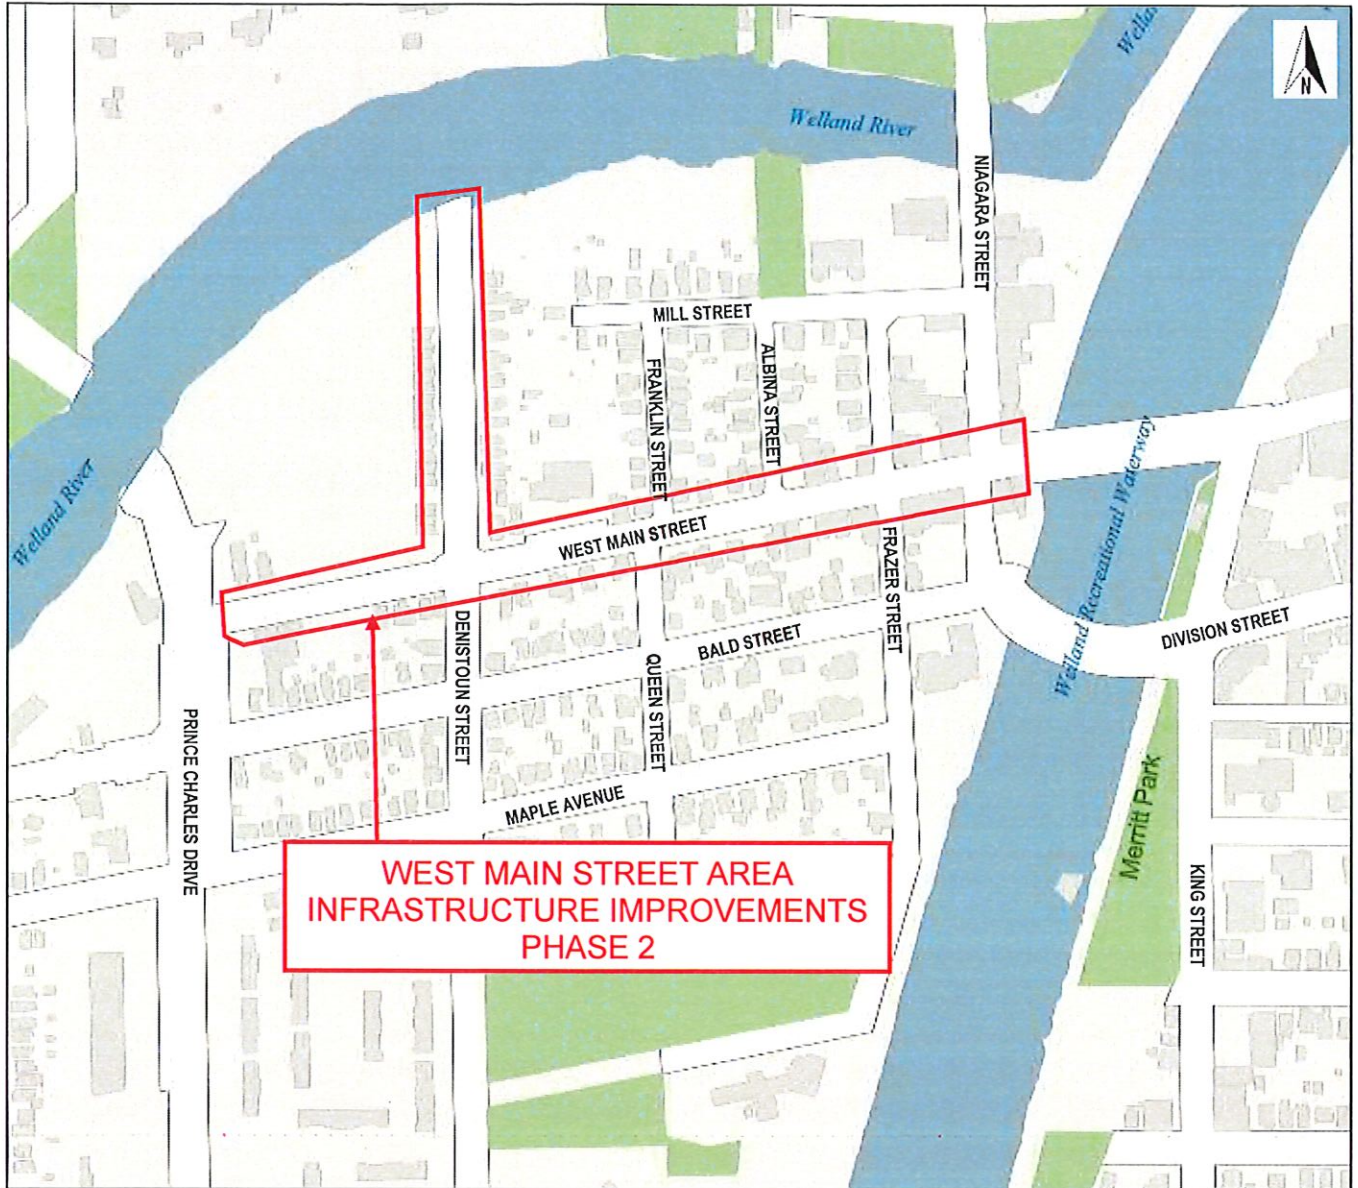 Wella
N
Welland River
NIAGARA STREET
MILL STREET
FRANKLIN STREET
ALBINA STREET
Welland River
WEST MAIN STREET
Welland Recreational Waterway
FRAZER STREET
DENISTOUN STREET
BALD STREET
DIVISION STREET
QUEEN STREET
PRINCE CHARLES DRIVE
MAPLE AVENUE
Merritt Park
KING STREET
WEST MAIN STREET AREA
INFRASTRUCTURE IMPROVEMENTS
PHASE 2